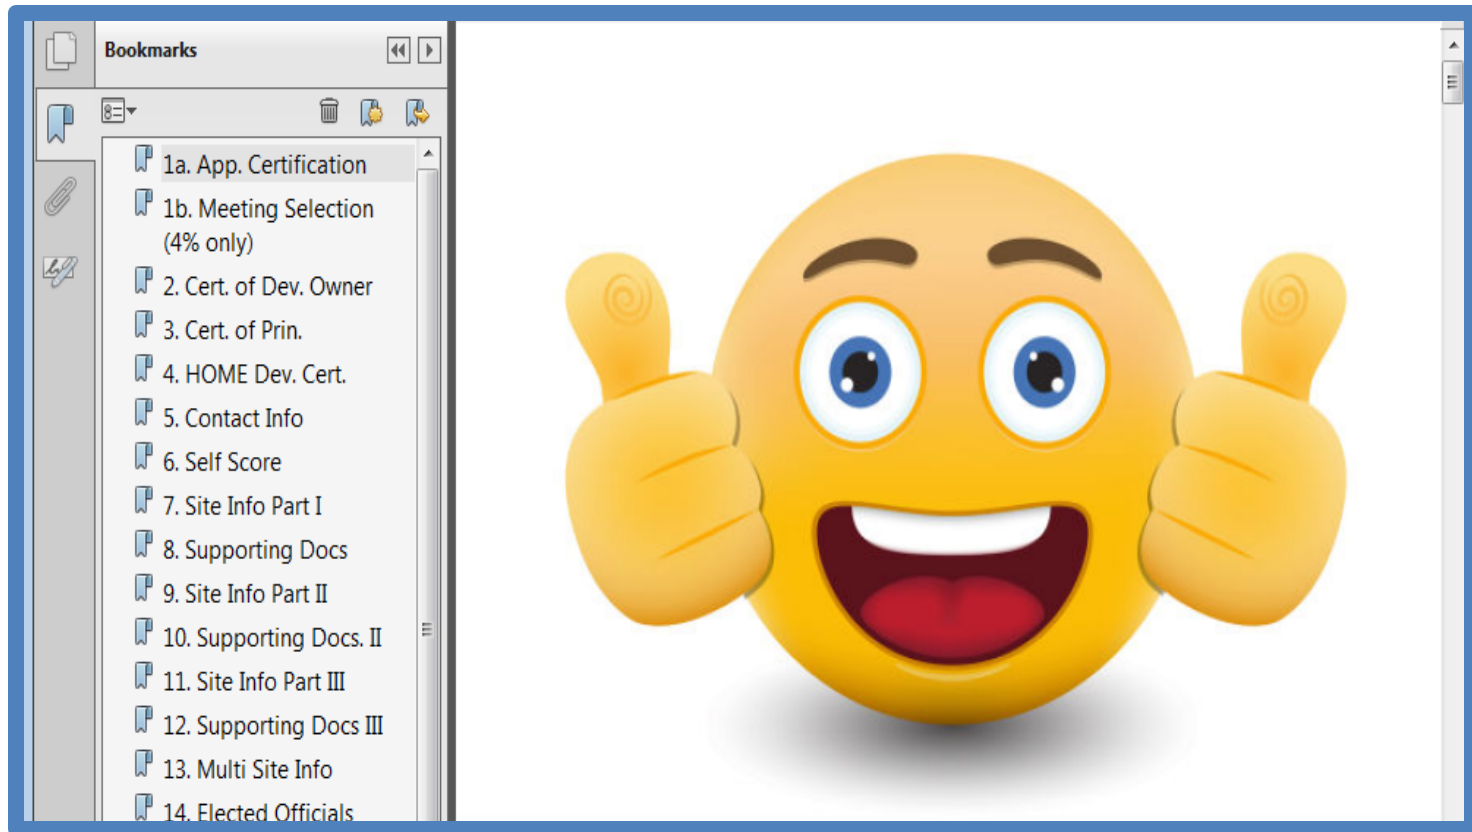 Bookmarks
1a. App. Certification
1b. Meeting Selection
(4% only)
2. Cert. of Dev. Owner
3. Cert. of Prin.
4. HOME Dev. Cert.
5. Contact Info
6. Self Score
7. Site Info Part I
8. Supporting Docs
9. Site Info Part II
10. Supporting Docs. II
11. Site Info Part III
12. Supporting Docs III
13. Multi Site Info
14. Elected Officials